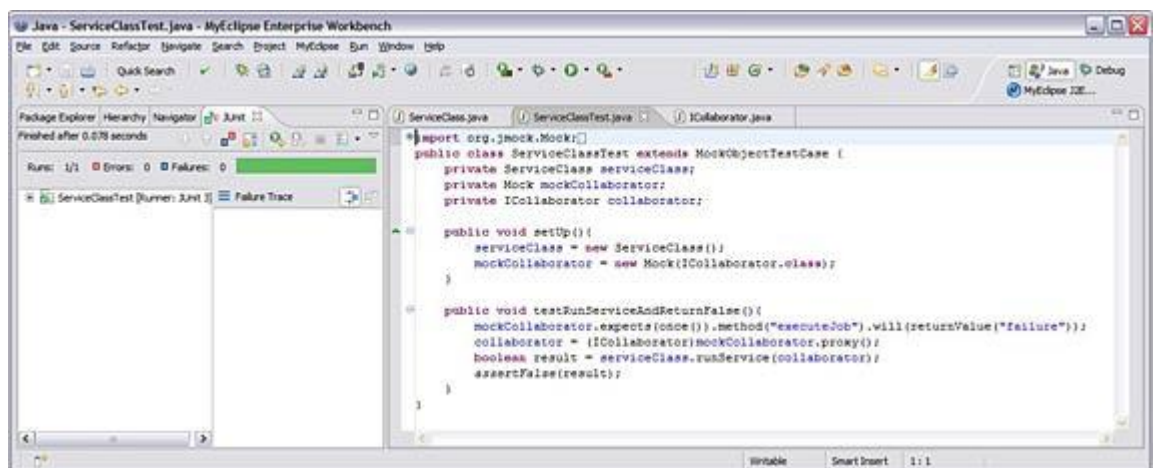 Java - ServiceClassTest.java - MyEclipse Enterprise Workbench
File Edit Source Refactor Navigate Search Project MyEclipse Run Window Help
Quick Search
Java Debug
MyEclipse J2E...
Package Explorer Hierarchy Navigator JUnit
ServiceClass.java ServiceClassTest.java ICollaborator.java
Finished after 0.078 seconds
Runs: 1/1 Errors: 0 Failures: 0
ServiceClassTest [Runner: JUnit 3] Failure Trace
import org.jmock.Mock;
public class ServiceClassTest extends MockObjectTestCase {
private ServiceClass serviceClass;
private Mock mockCollaborator;
private ICollaborator collaborator;
public void setUp(){
serviceClass = new ServiceClass();
mockCollaborator = new Mock(ICollaborator.class);
}
public void testRunServiceAndReturnFalse(){
mockCollaborator.expects(once()).method("executeJob").will(returnValue("failure"));
collaborator = (ICollaborator)mockCollaborator.proxy();
boolean result = serviceClass.runService(collaborator);
assertFalse(result);
}
}
Writable Smart Insert 1 : 1